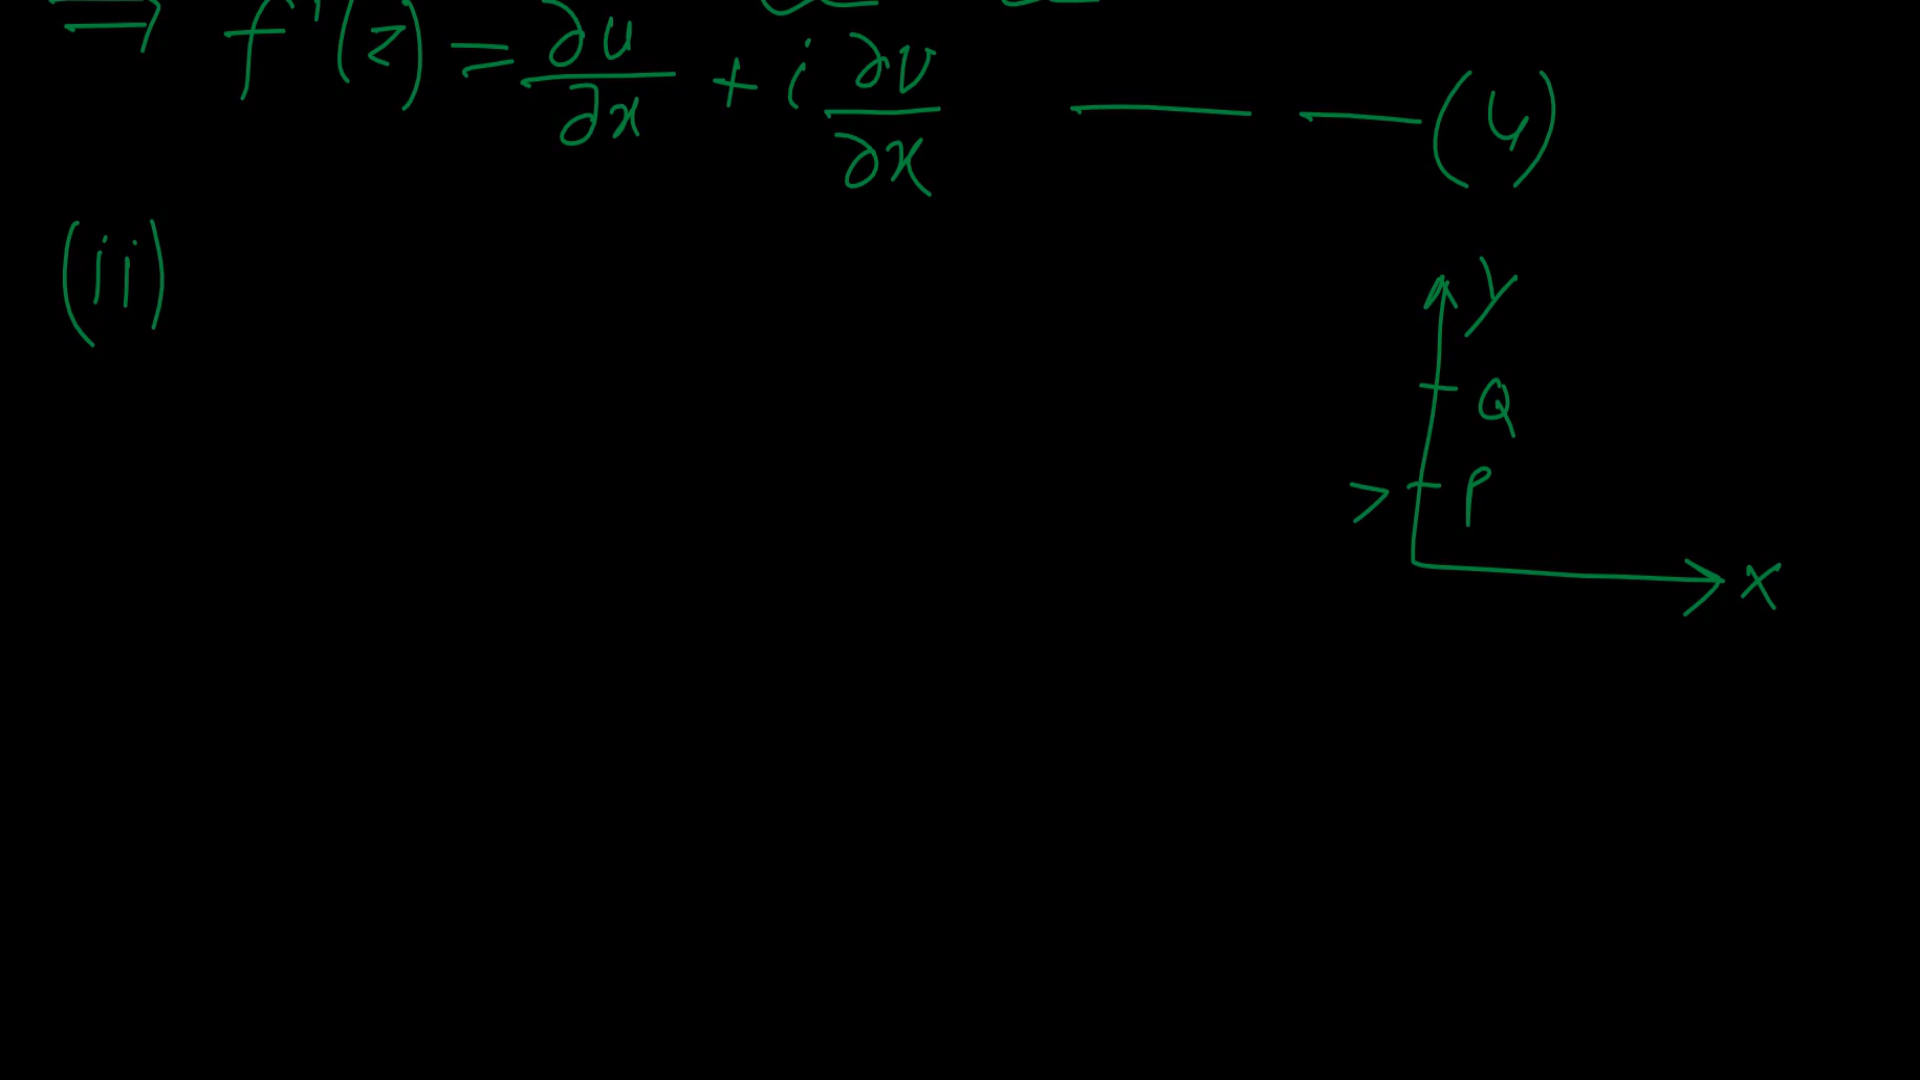 ⇒ f'(z) = ∂u/∂x + i ∂v/∂x — — (4)
(ii)
Y
Q
P
X